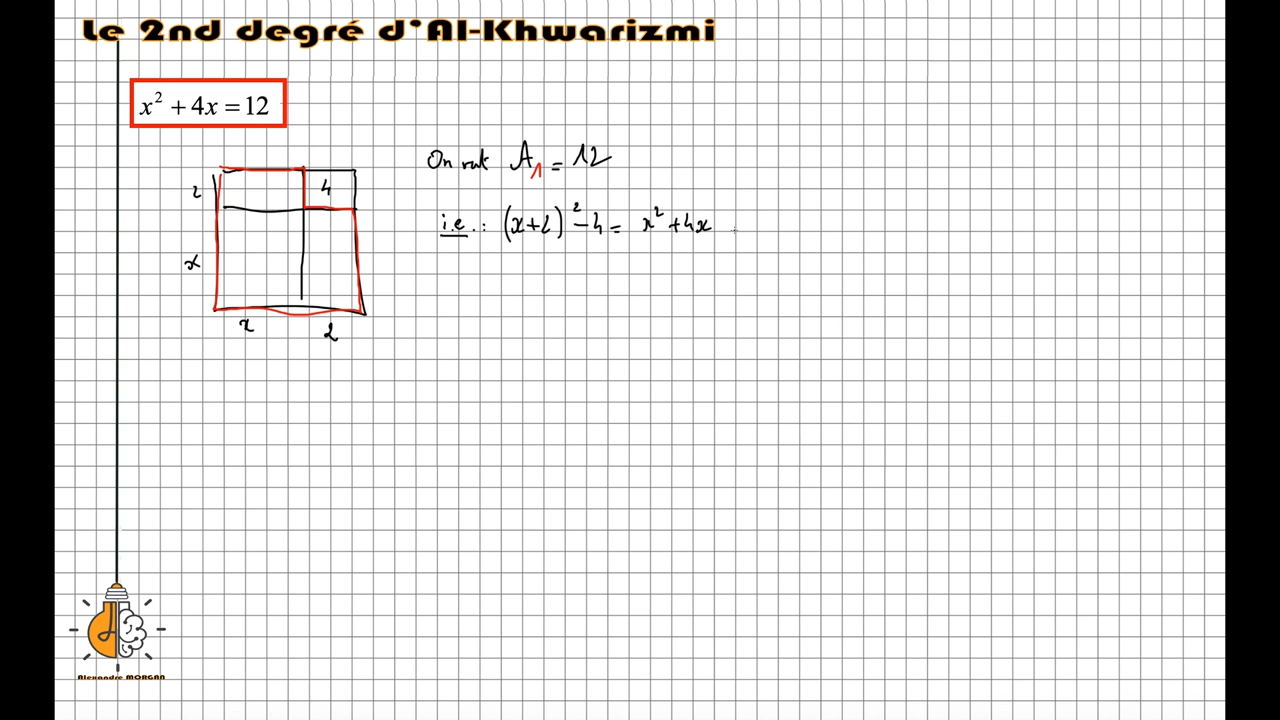 Le 2nd degré d'Al-Khwarizmi
x² + 4x = 12
On veut A₁ = 12
i.e. : (x+2)² - 4 = x² + 4x
2
4
x
x
2
Alexandre MORGAN